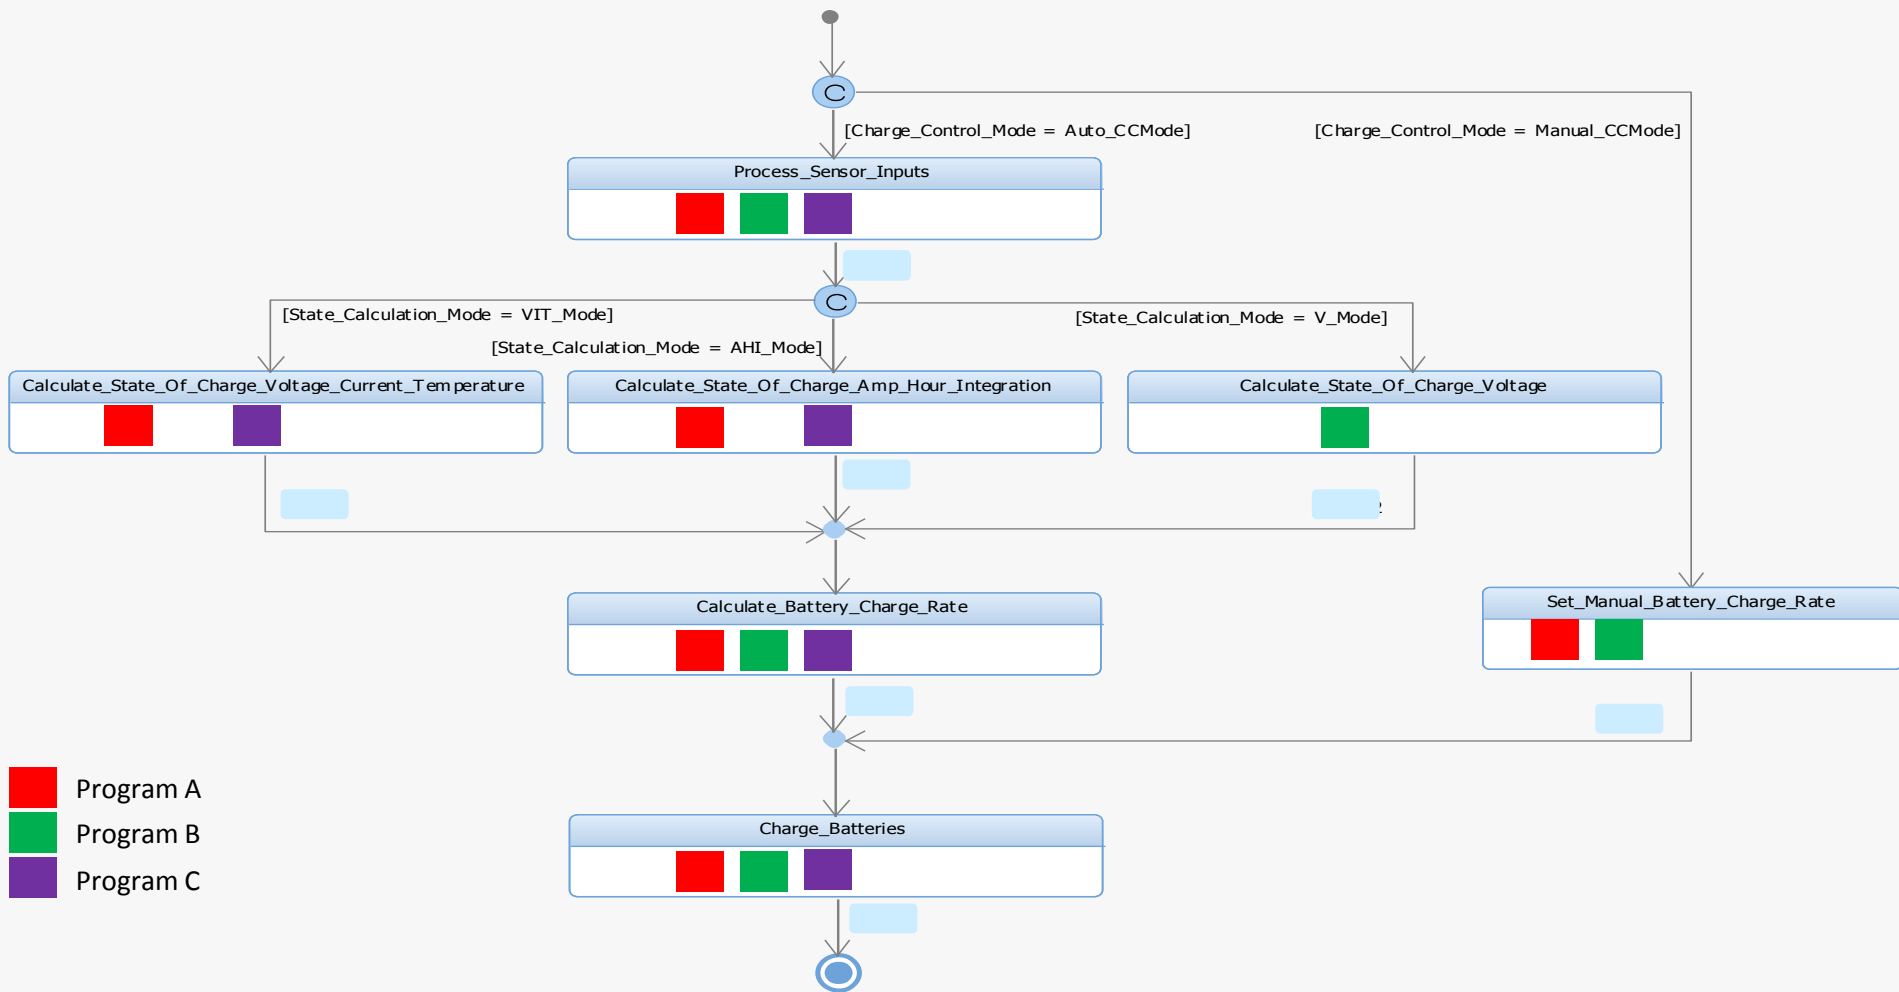 C
[Charge_Control_Mode = Auto_CCMode]
[Charge_Control_Mode = Manual_CCMode]
Process_Sensor_Inputs
C
[State_Calculation_Mode = VIT_Mode]
[State_Calculation_Mode = V_Mode]
[State_Calculation_Mode = AHI_Mode]
Calculate_State_Of_Charge_Voltage_Current_Temperature
Calculate_State_Of_Charge_Amp_Hour_Integration
Calculate_State_Of_Charge_Voltage
Calculate_Battery_Charge_Rate
Set_Manual_Battery_Charge_Rate
Program A
Program B
Program C
Charge_Batteries